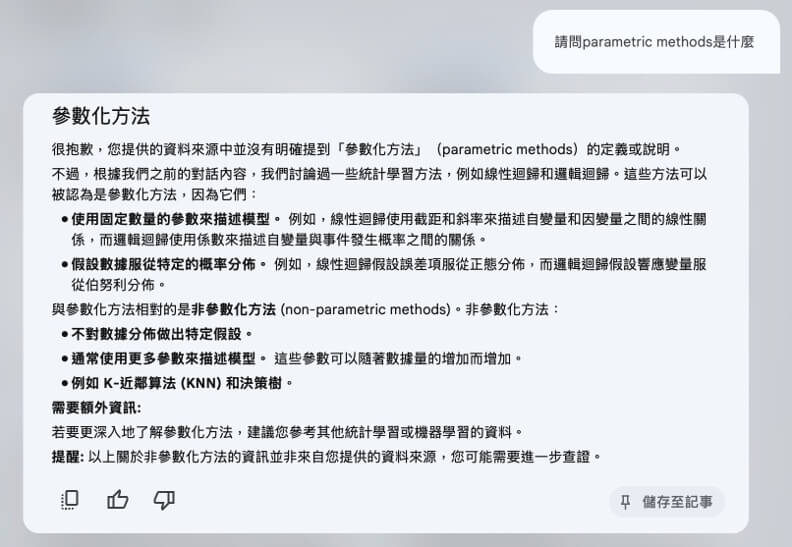 請問parametric methods是什麼
參數化方法
很抱歉，您提供的資料來源中並沒有明確提到「參數化方法」（parametric methods）的定義或說明。
不過，根據我們之前的對話內容，我們討論過一些統計學習方法，例如線性迴歸和邏輯迴歸。這些方法可以
被認為是參數化方法，因為它們：
•使用固定數量的參數來描述模型。 例如，線性迴歸使用截距和斜率來描述自變量和因變量之間的線性關
係，而邏輯迴歸使用係數來描述自變量與事件發生概率之間的關係。
•假設數據服從特定的概率分佈。 例如，線性迴歸假設誤差項服從正態分佈，而邏輯迴歸假設響應變量服
從伯努利分佈。
與參數化方法相對的是非參數化方法 (non-parametric methods)。非參數化方法：
•不對數據分佈做出特定假設。
•通常使用更多參數來描述模型。 這些參數可以隨著數據量的增加而增加。
•例如 K-近鄰算法 (KNN) 和決策樹。
需要額外資訊:
若要更深入地了解參數化方法，建議您參考其他統計學習或機器學習的資料。
提醒: 以上關於非參數化方法的資訊並非來自您提供的資料來源，您可能需要進一步查證。
儲存至記事